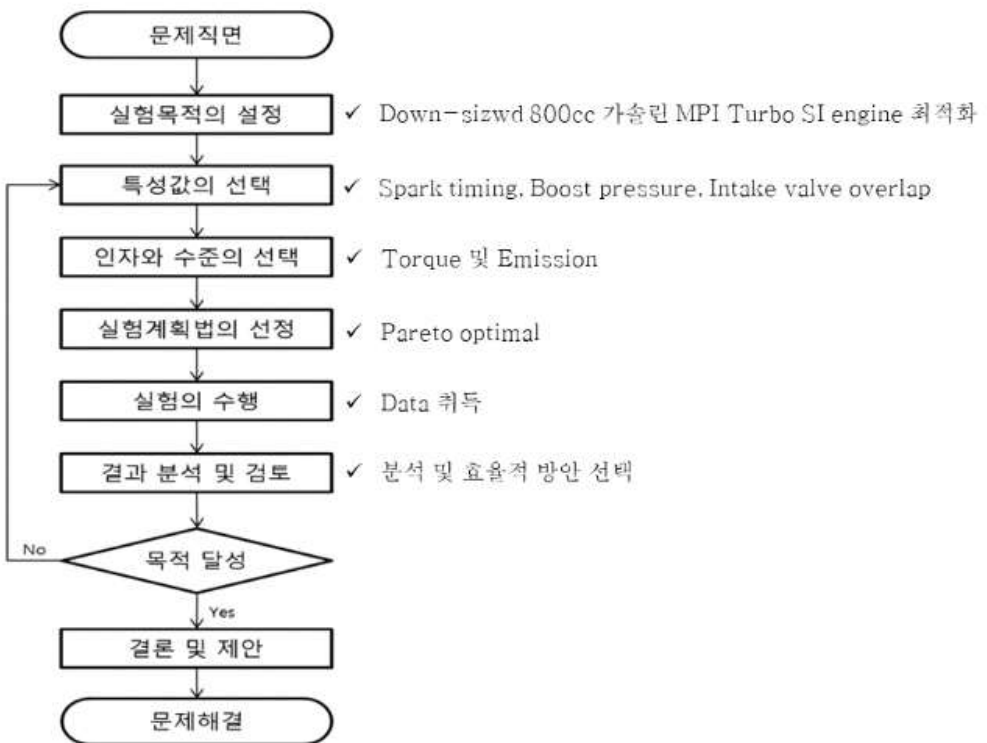 문제직면
실험목적의 설정 ✓ Down-sizwd 800cc 가솔린 MPI Turbo SI engine 최적화
특성값의 선택 ✓ Spark timing, Boost pressure, Intake valve overlap
인자와 수준의 선택 ✓ Torque 및 Emission
실험계획법의 선정 ✓ Pareto optimal
실험의 수행 ✓ Data 취득
결과 분석 및 검토 ✓ 분석 및 효율적 방안 선택
No 목적 달성
Yes
결론 및 제안
문제해결